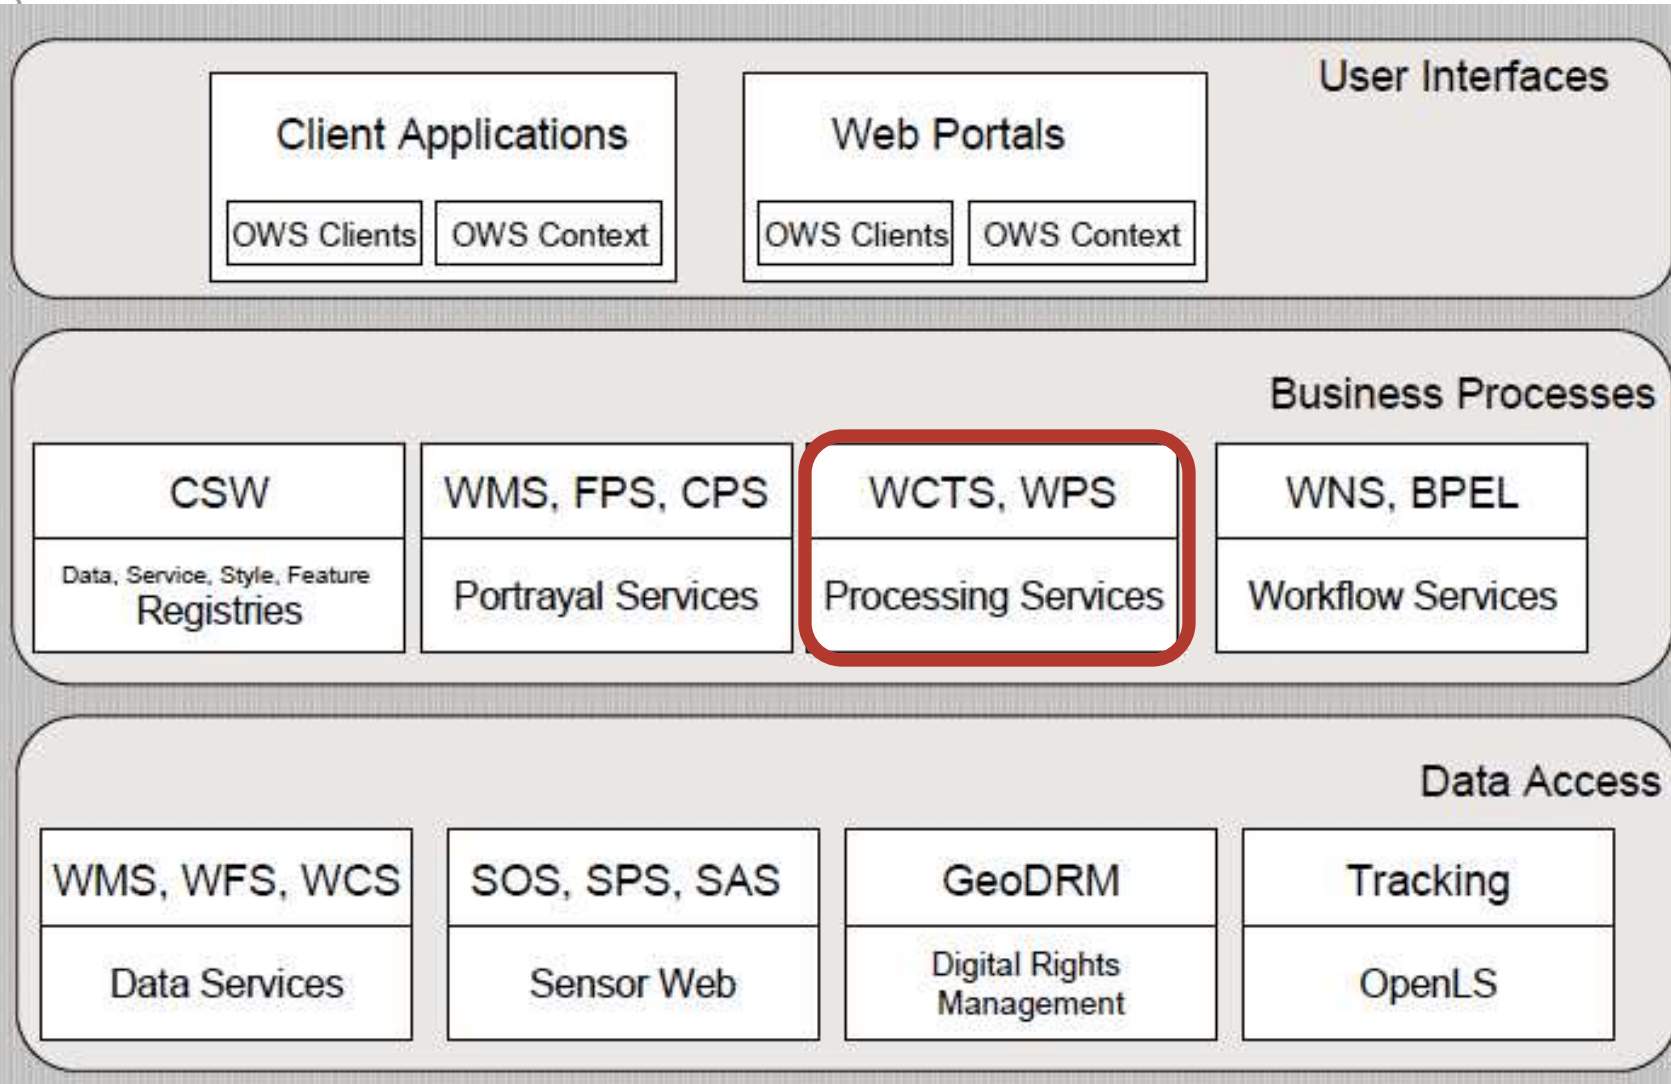 User Interfaces
Client Applications
Web Portals
OWS Clients
OWS Context
OWS Clients
OWS Context
Business Processes
CSW
Data, Service, Style, Feature
Registries
WMS, FPS, CPS
Portrayal Services
WCTS, WPS
Processing Services
WNS, BPEL
Workflow Services
Data Access
WMS, WFS, WCS
Data Services
SOS, SPS, SAS
Sensor Web
GeoDRM
Digital Rights
Management
Tracking
OpenLS